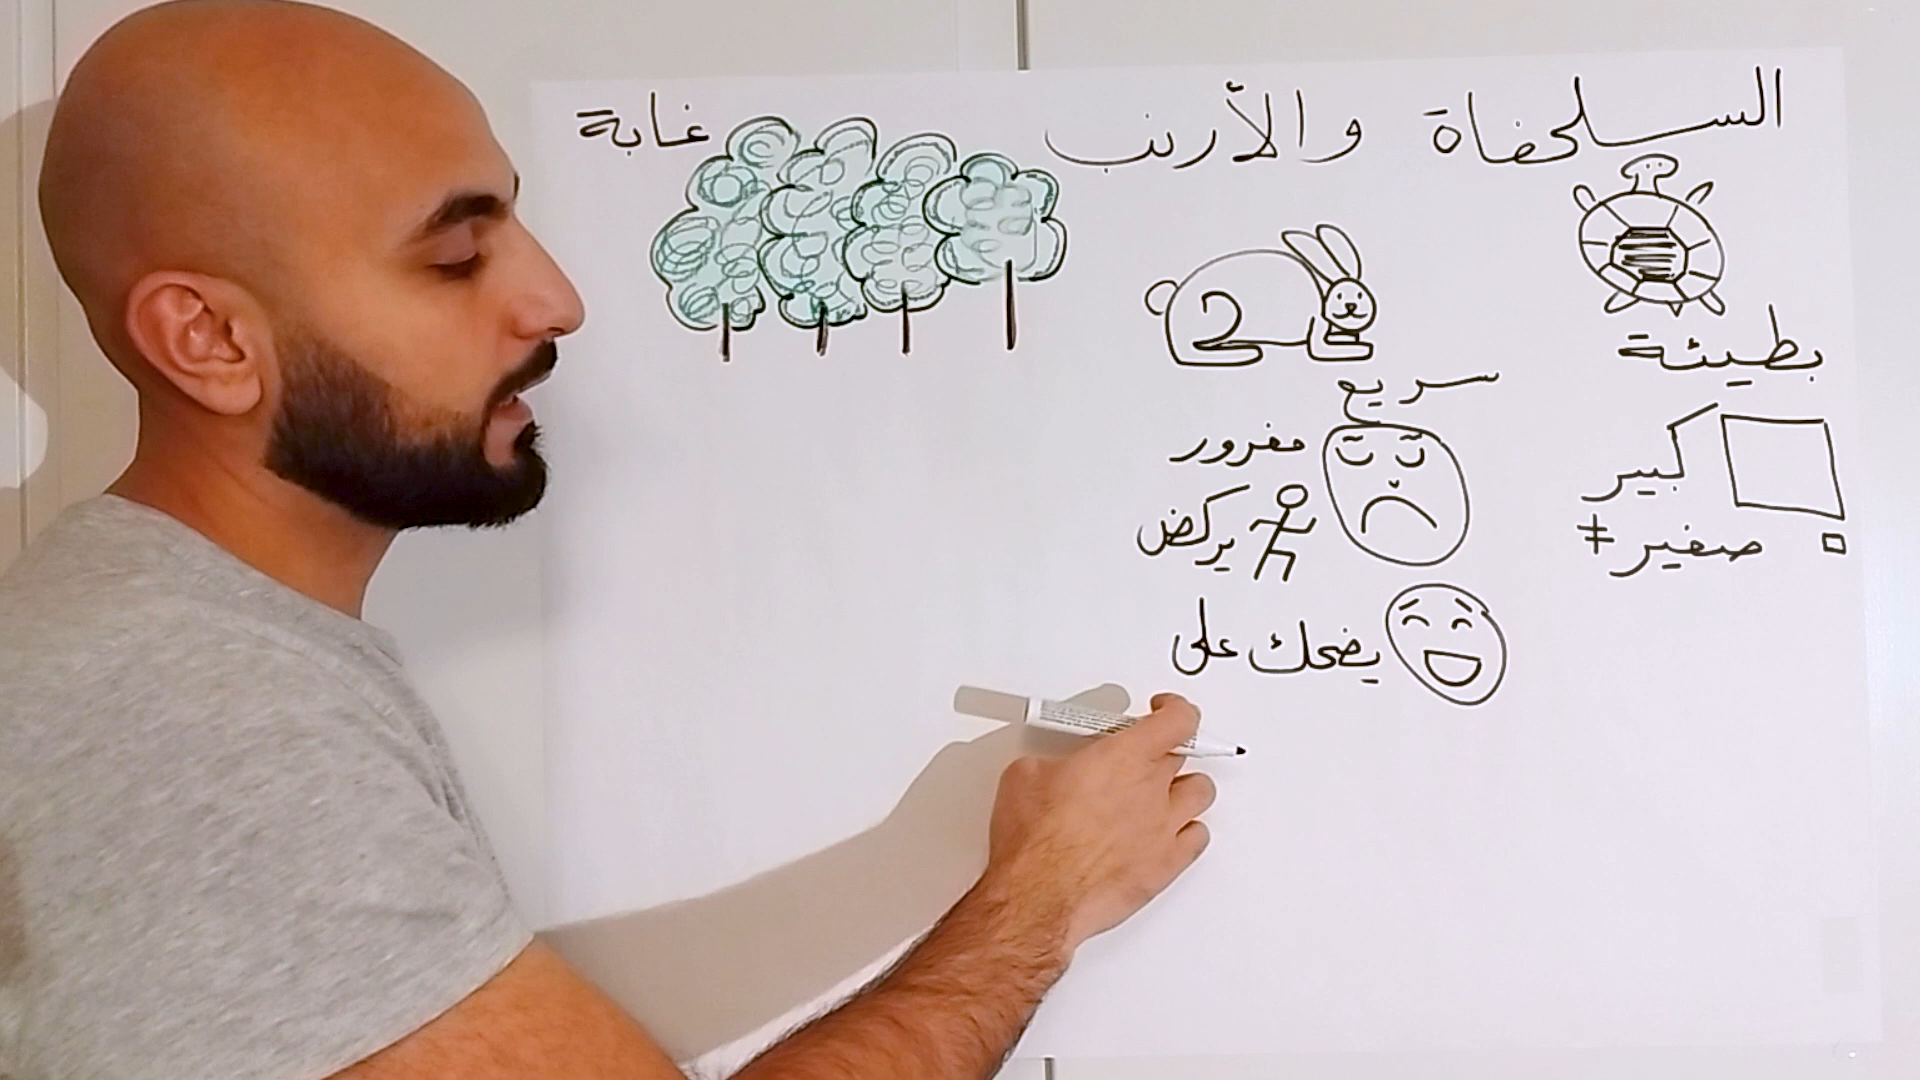 السلحفاة والأرنب
غابة
بطيئة
سريع
مغرور
كبير
يركض
صغير ≠
يضحك على